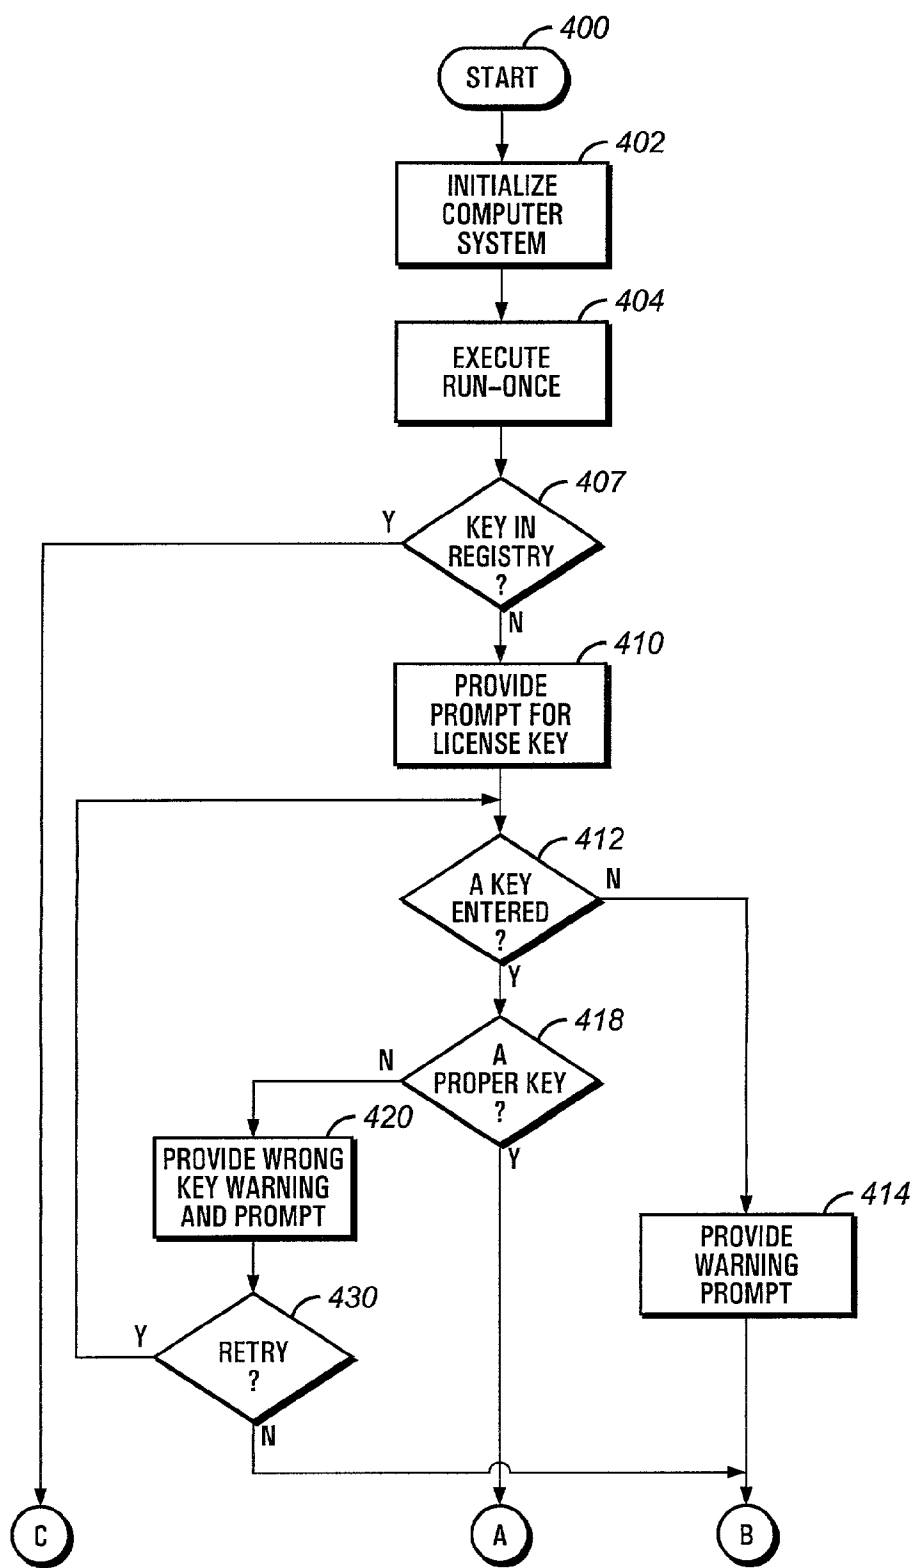 400
START
402
INITIALIZE
COMPUTER
SYSTEM
404
EXECUTE
RUN-ONCE
407
Y
KEY IN
REGISTRY
?
N
410
PROVIDE
PROMPT FOR
LICENSE KEY
412
N
A KEY
ENTERED
?
Y
418
N
A
PROPER KEY
?
Y
420
PROVIDE WRONG
KEY WARNING
AND PROMPT
414
PROVIDE
WARNING
PROMPT
430
Y
RETRY
?
N
C
A
B